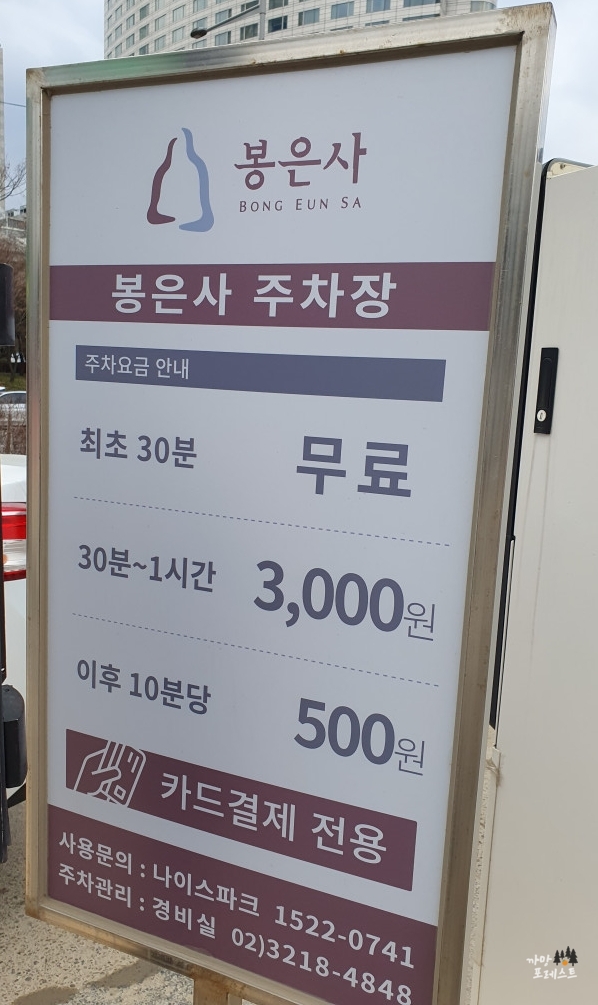 봉은사
BONG EUN SA
봉은사 주차장
주차요금 안내
최초 30분 무료
30분~1시간 3,000원
이후 10분당 500원
카드결제 전용
사용문의 : 나이스파크 1522-0741
주차관리 : 경비실 02)3218-4848
까아
포레스트